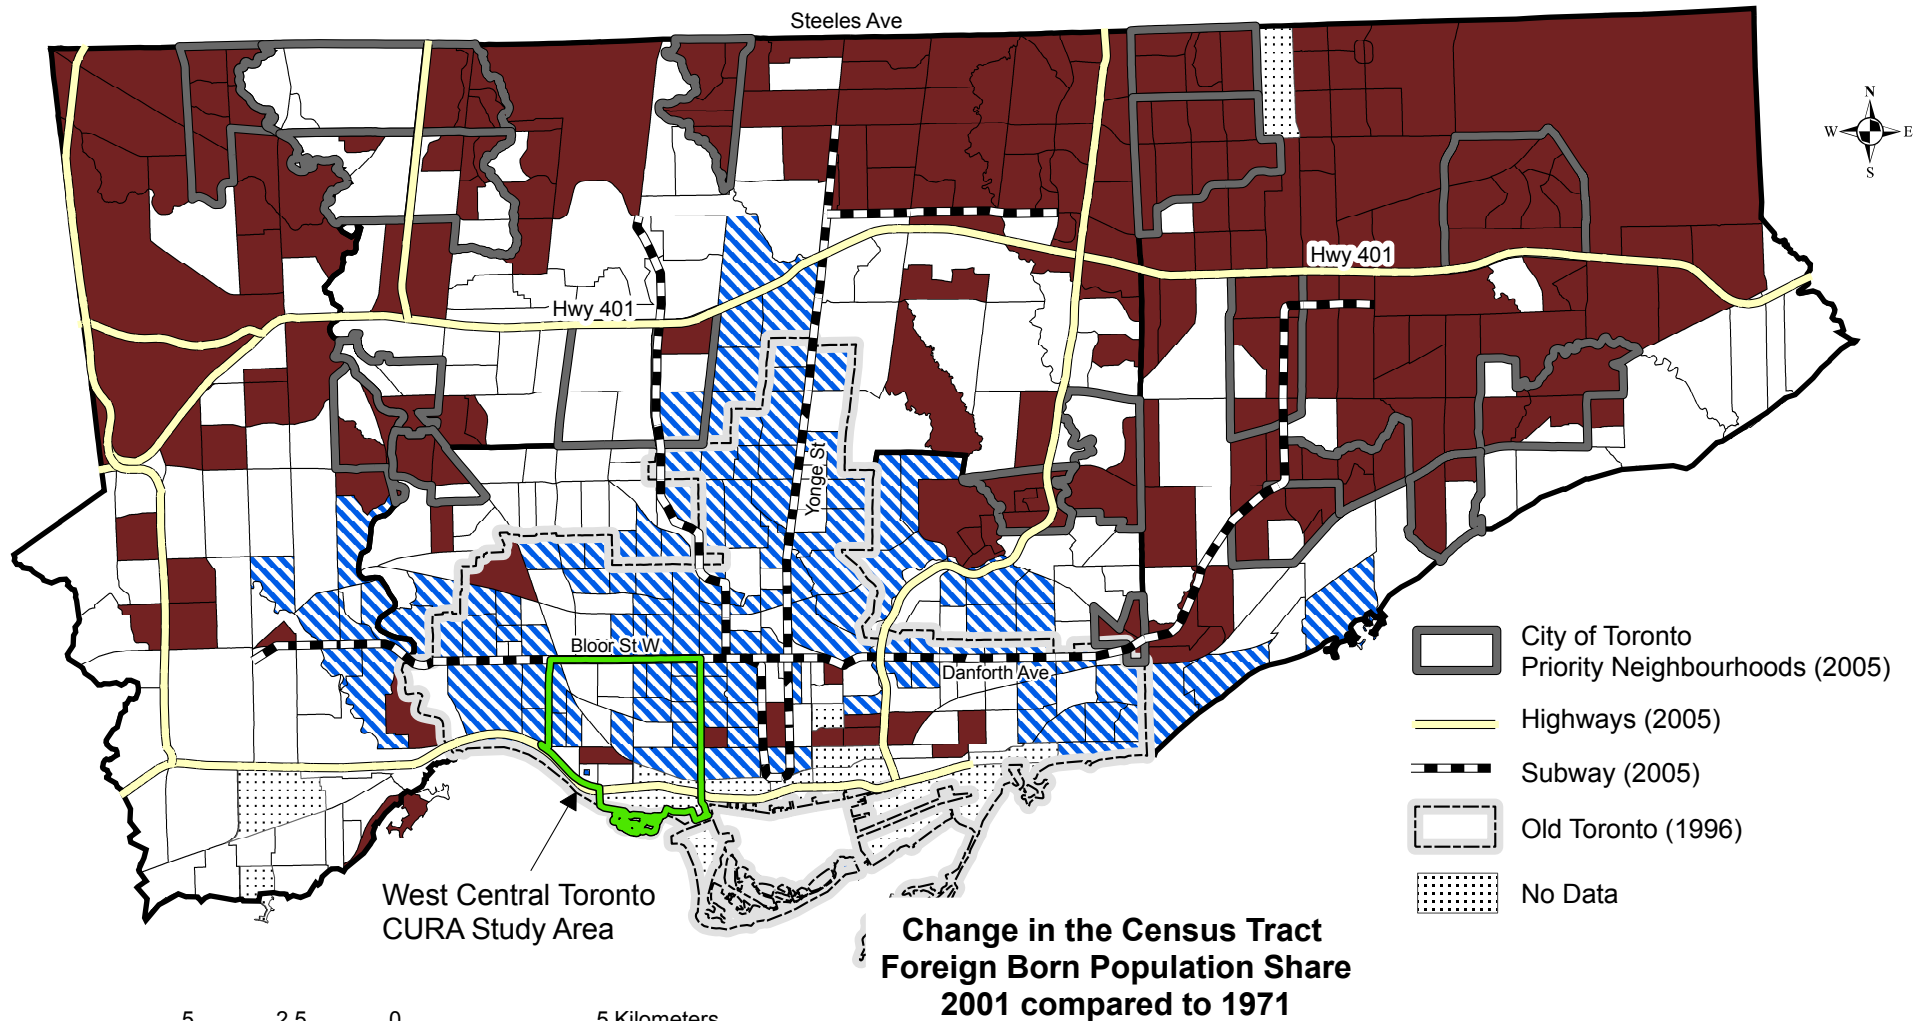 Steeles Ave
N
W E
S
Hwy 401
Hwy 401
Yonge St
Bloor St W
Danforth Ave
City of Toronto
Priority Neighbourhoods (2005)
Highways (2005)
Subway (2005)
Old Toronto (1996)
No Data
West Central Toronto
CURA Study Area
Change in the Census Tract
Foreign Born Population Share
2001 compared to 1971
5 2.5 0 5 Kilometers